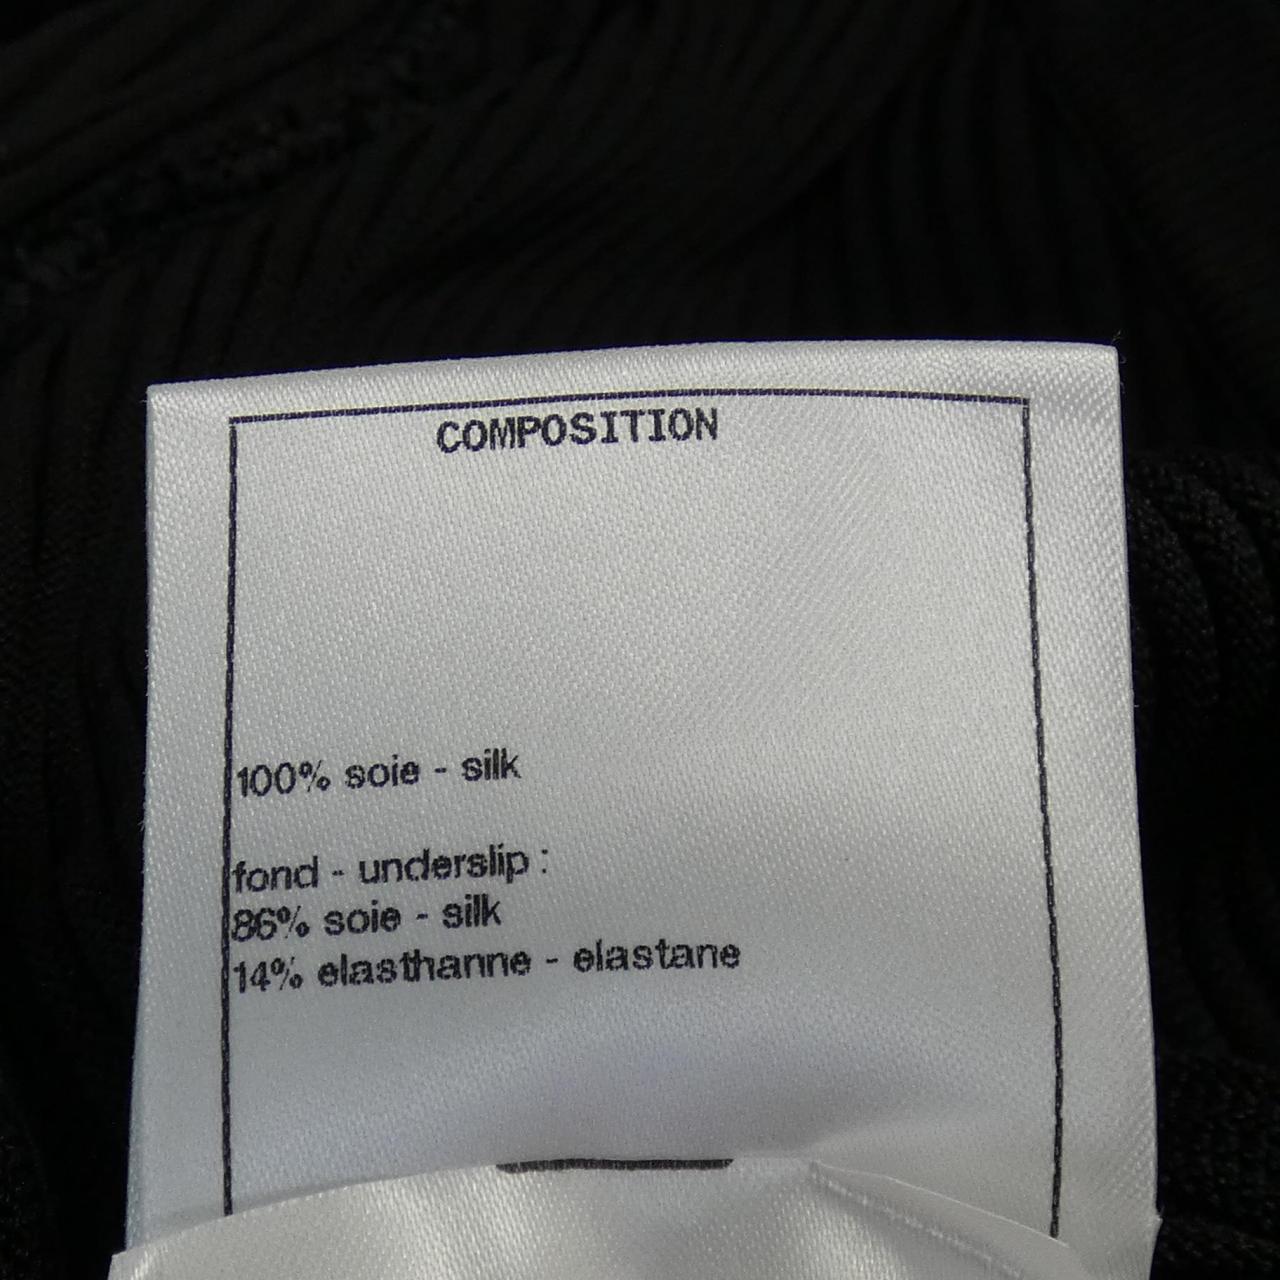 COMPOSITION
100% soie - silk
fond - underslip :
86% soie - silk
14% elasthanne - elastane